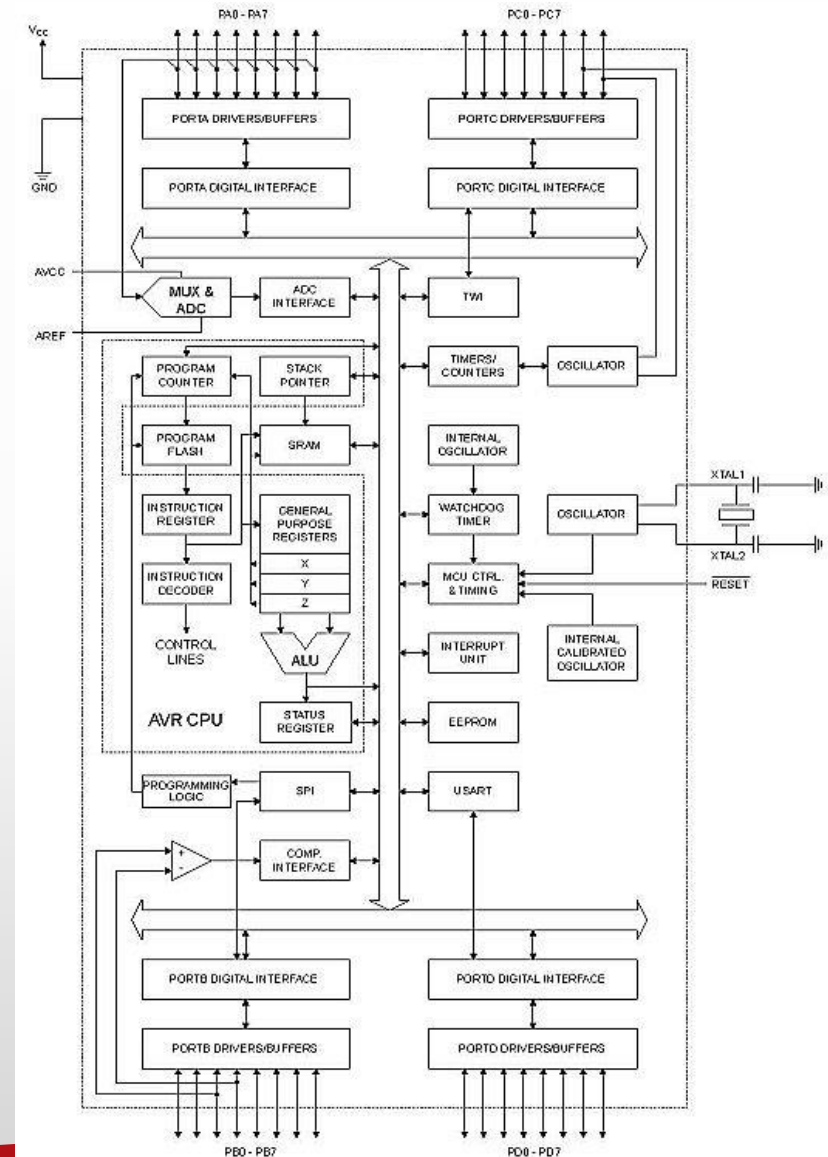 PA0 - PA7
PC0 - PC7
VCC
PORTA DRIVERS/BUFFERS
PORTC DRIVERS/BUFFERS
GND
PORTA DIGITAL INTERFACE
PORTC DIGITAL INTERFACE
AVCC
MUX &
ADC
ADC
INTERFACE
TWI
AREF
PROGRAM
COUNTER
STACK
POINTER
TIMERS/
COUNTERS
OSCILLATOR
PROGRAM
FLASH
SRAM
INTERNAL
OSCILLATOR
XTAL1
INSTRUCTION
REGISTER
GENERAL
PURPOSE
REGISTERS
WATCHDOG
TIMER
OSCILLATOR
XTAL2
X
INSTRUCTION
DECODER
Y
MCU CTRL.
& TIMING
RESET
Z
CONTROL
LINES
ALU
INTERRUPT
UNIT
INTERNAL
CALIBRATED
OSCILLATOR
AVR CPU
STATUS
REGISTER
EEPROM
PROGRAMMING
LOGIC
SPI
USART
+
-
COMP.
INTERFACE
PORTB DIGITAL INTERFACE
PORTD DIGITAL INTERFACE
PORTB DRIVERS/BUFFERS
PORTD DRIVERS/BUFFERS
PB0 - PB7
PD0 - PD7